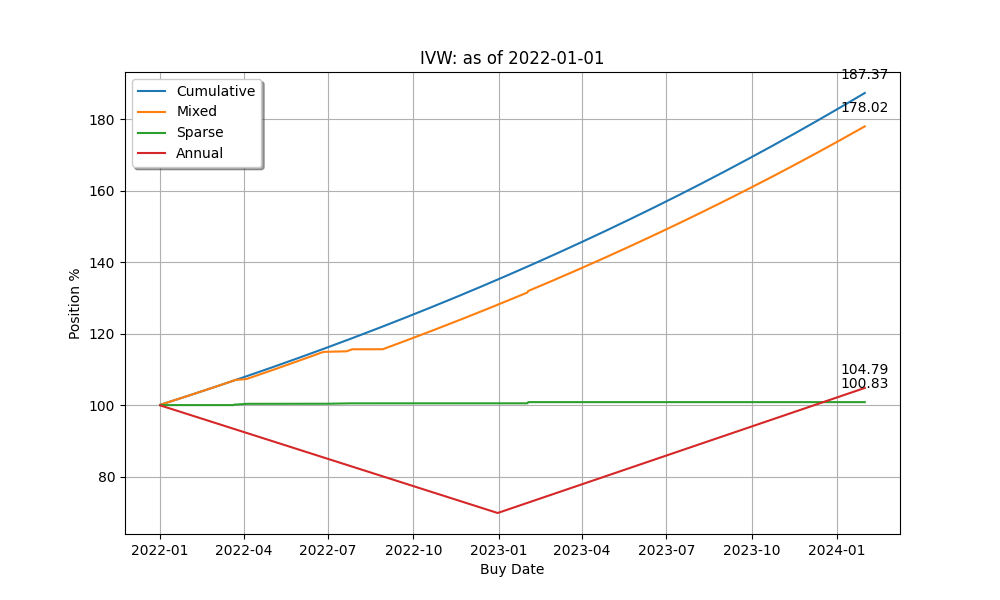 IVW: as of 2022-01-01
Cumulative
Mixed
Sparse
Annual
187.37
178.02
104.79
100.83
180
160
140
120
100
80
Position %
2022-01 2022-04 2022-07 2022-10 2023-01 2023-04 2023-07 2023-10 2024-01
Buy Date